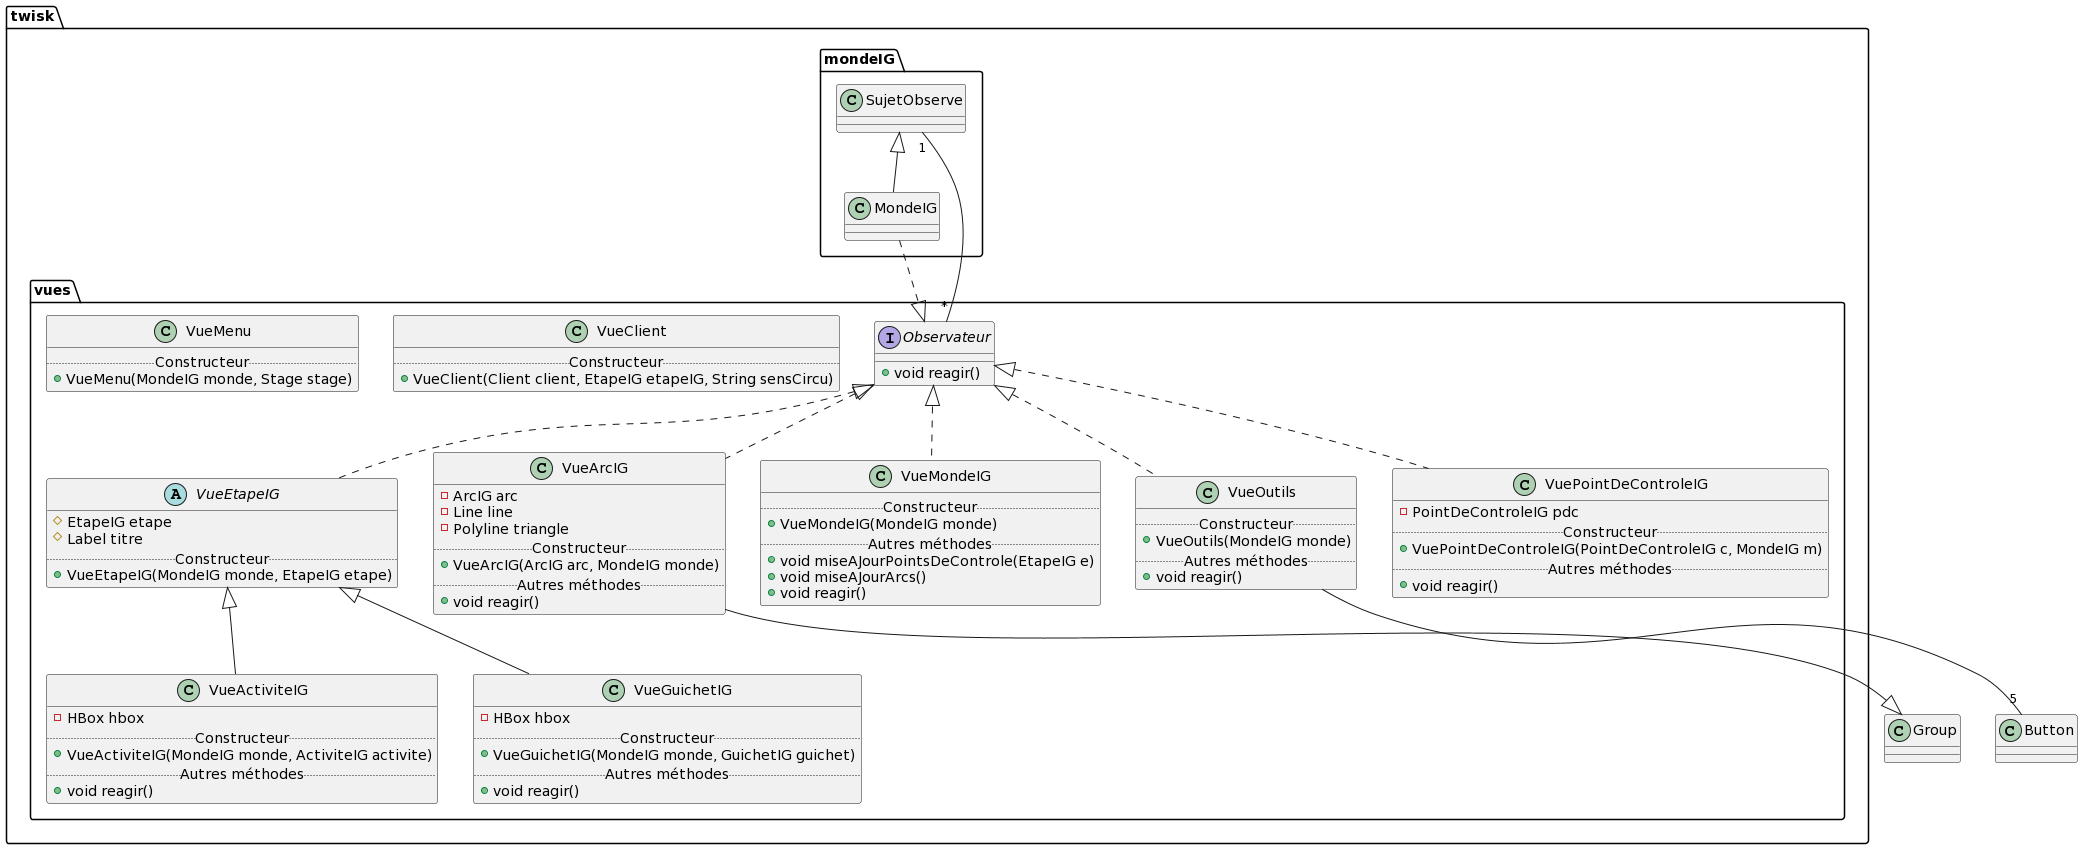 twisk
mondeIG
C SujetObserve
1
C MondeIG
vues
C VueMenu
Constructeur
VueMenu(MondeIG monde, Stage stage)
C VueClient
Constructeur
VueClient(Client client, EtapeIG etapeIG, String sensCircu)
*
I Observateur
void reagir()
A VueEtapeIG
EtapeIG etape
Label titre
Constructeur
VueEtapeIG(MondeIG monde, EtapeIG etape)
C VueArcIG
ArcIG arc
Line line
Polyline triangle
Constructeur
VueArcIG(ArcIG arc, MondeIG monde)
Autres méthodes
void reagir()
C VueMondeIG
Constructeur
VueMondeIG(MondeIG monde)
Autres méthodes
void miseAJourPointsDeControle(EtapeIG e)
void miseAJourArcs()
void reagir()
C VueOutils
Constructeur
VueOutils(MondeIG monde)
Autres méthodes
void reagir()
C VuePointDeControleIG
PointDeControleIG pdc
Constructeur
VuePointDeControleIG(PointDeControleIG c, MondeIG m)
Autres méthodes
void reagir()
C VueActiviteIG
HBox hbox
Constructeur
VueActiviteIG(MondeIG monde, ActiviteIG activite)
Autres méthodes
void reagir()
C VueGuichetIG
HBox hbox
Constructeur
VueGuichetIG(MondeIG monde, GuichetIG guichet)
Autres méthodes
void reagir()
C Group
5
C Button